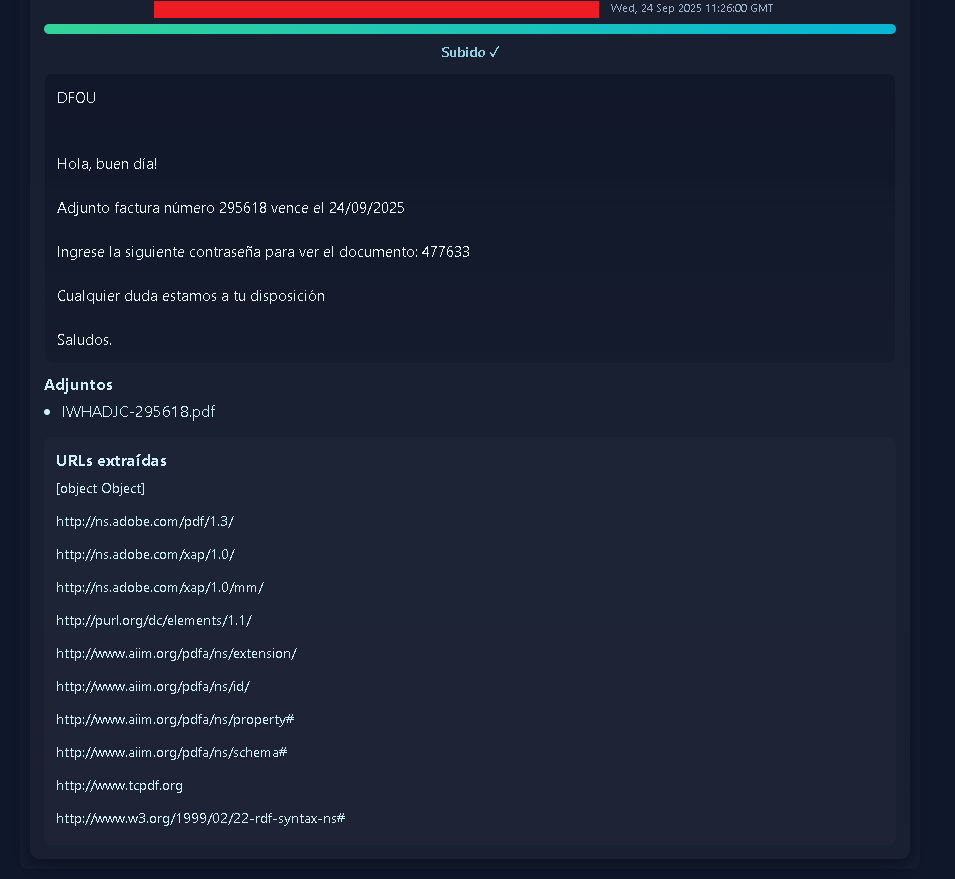 Wed, 24 Sep 2025 11:26:00 GMT
Subido ✓
DFOU
Hola, buen día!
Adjunto factura número 295618 vence el 24/09/2025
Ingrese la siguiente contraseña para ver el documento: 477633
Cualquier duda estamos a tu disposición
Saludos.
Adjuntos
IWHADJC-295618.pdf
URLs extraídas
[object Object]
http://ns.adobe.com/pdf/1.3/
http://ns.adobe.com/xap/1.0/
http://ns.adobe.com/xap/1.0/mm/
http://purl.org/dc/elements/1.1/
http://www.aiim.org/pdfa/ns/extension/
http://www.aiim.org/pdfa/ns/id/
http://www.aiim.org/pdfa/ns/property#
http://www.aiim.org/pdfa/ns/schema#
http://www.tcpdf.org
http://www.w3.org/1999/02/22-rdf-syntax-ns#